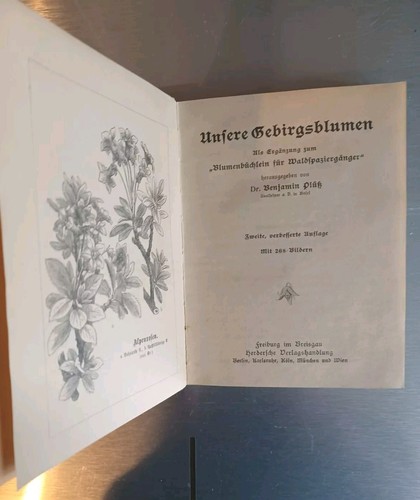 Alpenrosen.
Unsere Gebirgsblumen
Als Ergänzung zum
„Blumenbüchlein für Waldspaziergänger“
herausgegeben von
Dr. Benjamin Plüß
Zweite, verbesserte Auflage
Mit 268 Bildern
Freiburg im Breisgau
Herdersche Verlagshandlung
Berlin, Karlsruhe, Köln, München und Wien